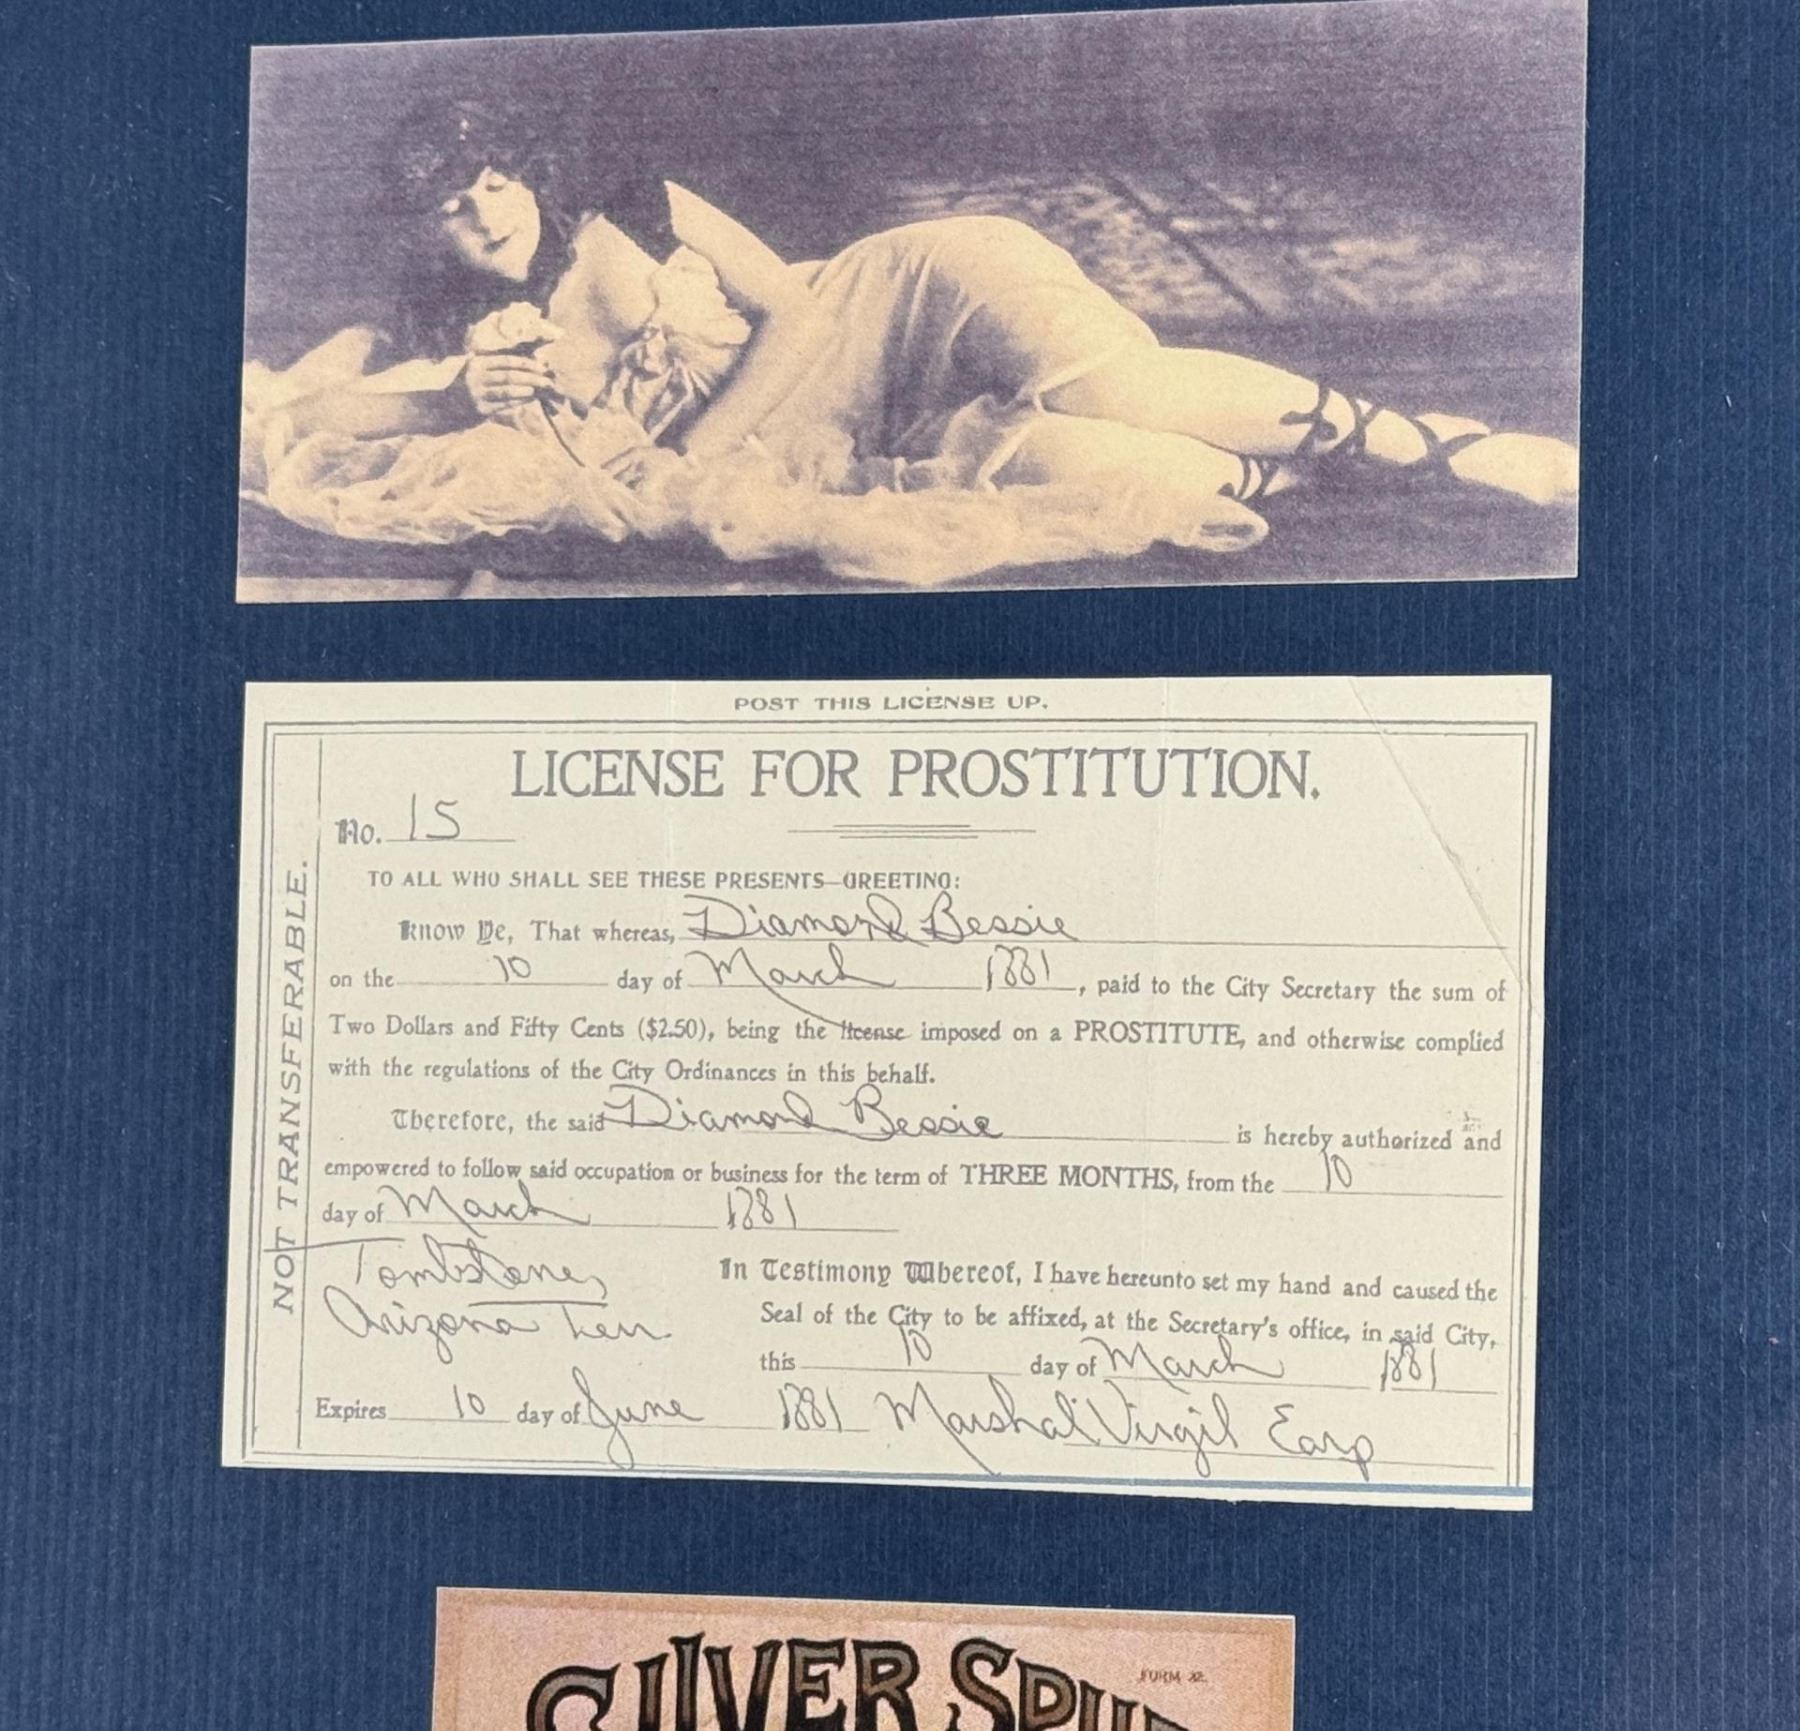 POST THIS LICENSE UP.
LICENSE FOR PROSTITUTION.
No. 15
NOT TRANSFERABLE.
TO ALL WHO SHALL SEE THESE PRESENTS—GREETING:
Know Ye, That whereas, Diamond Bessie
on the 10 day of March 1881, paid to the City Secretary the sum of
Two Dollars and Fifty Cents ($2.50), being the license imposed on a PROSTITUTE, and otherwise complied
with the regulations of the City Ordinances in this behalf.
Therefore, the said Diamond Bessie is hereby authorized and
empowered to follow said occupation or business for the term of THREE MONTHS, from the 10
day of March 1881
Tombstone,
Arizona Terr.
In Testimony Whereof, I have hereunto set my hand and caused the
Seal of the City to be affixed, at the Secretary's office, in said City,
this 10 day of March 1881
Expires 10 day of June 1881 Marshal Virgil Earp
FORM 22
SILVER